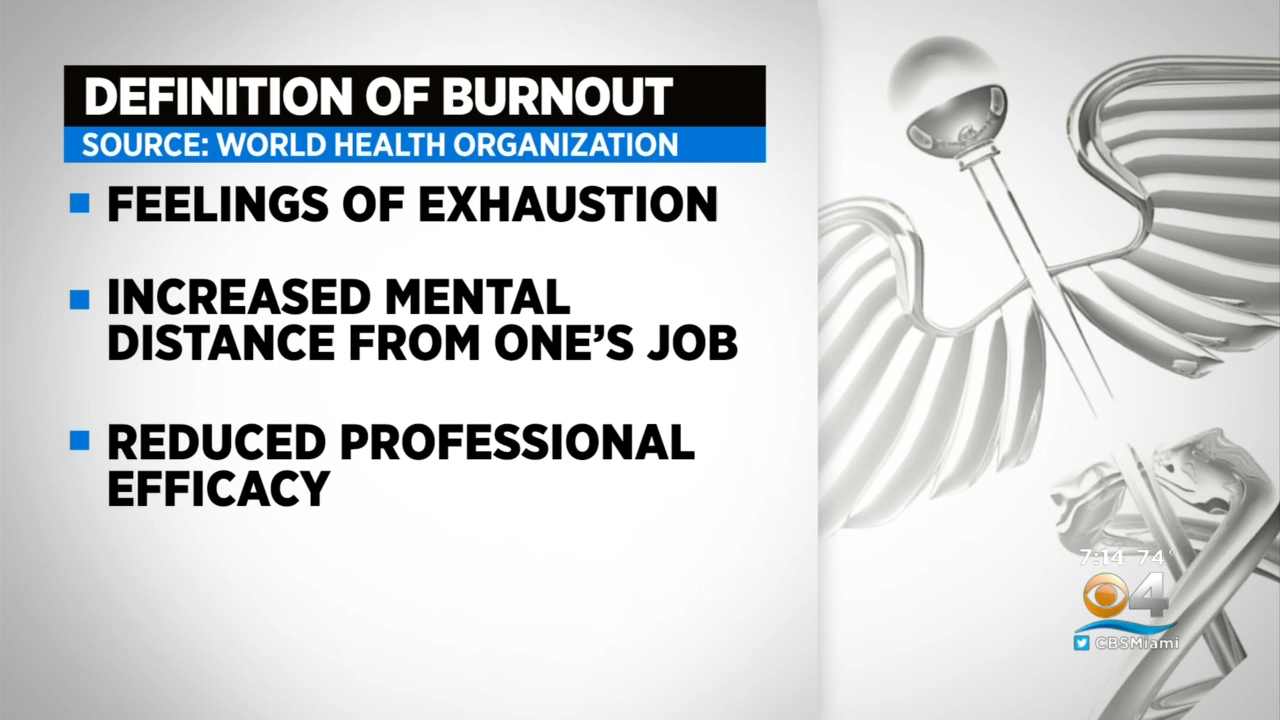 DEFINITION OF BURNOUT
SOURCE: WORLD HEALTH ORGANIZATION
FEELINGS OF EXHAUSTION
INCREASED MENTAL
DISTANCE FROM ONE'S JOB
REDUCED PROFESSIONAL
EFFICACY
7:14 74°
4
CBSMiami